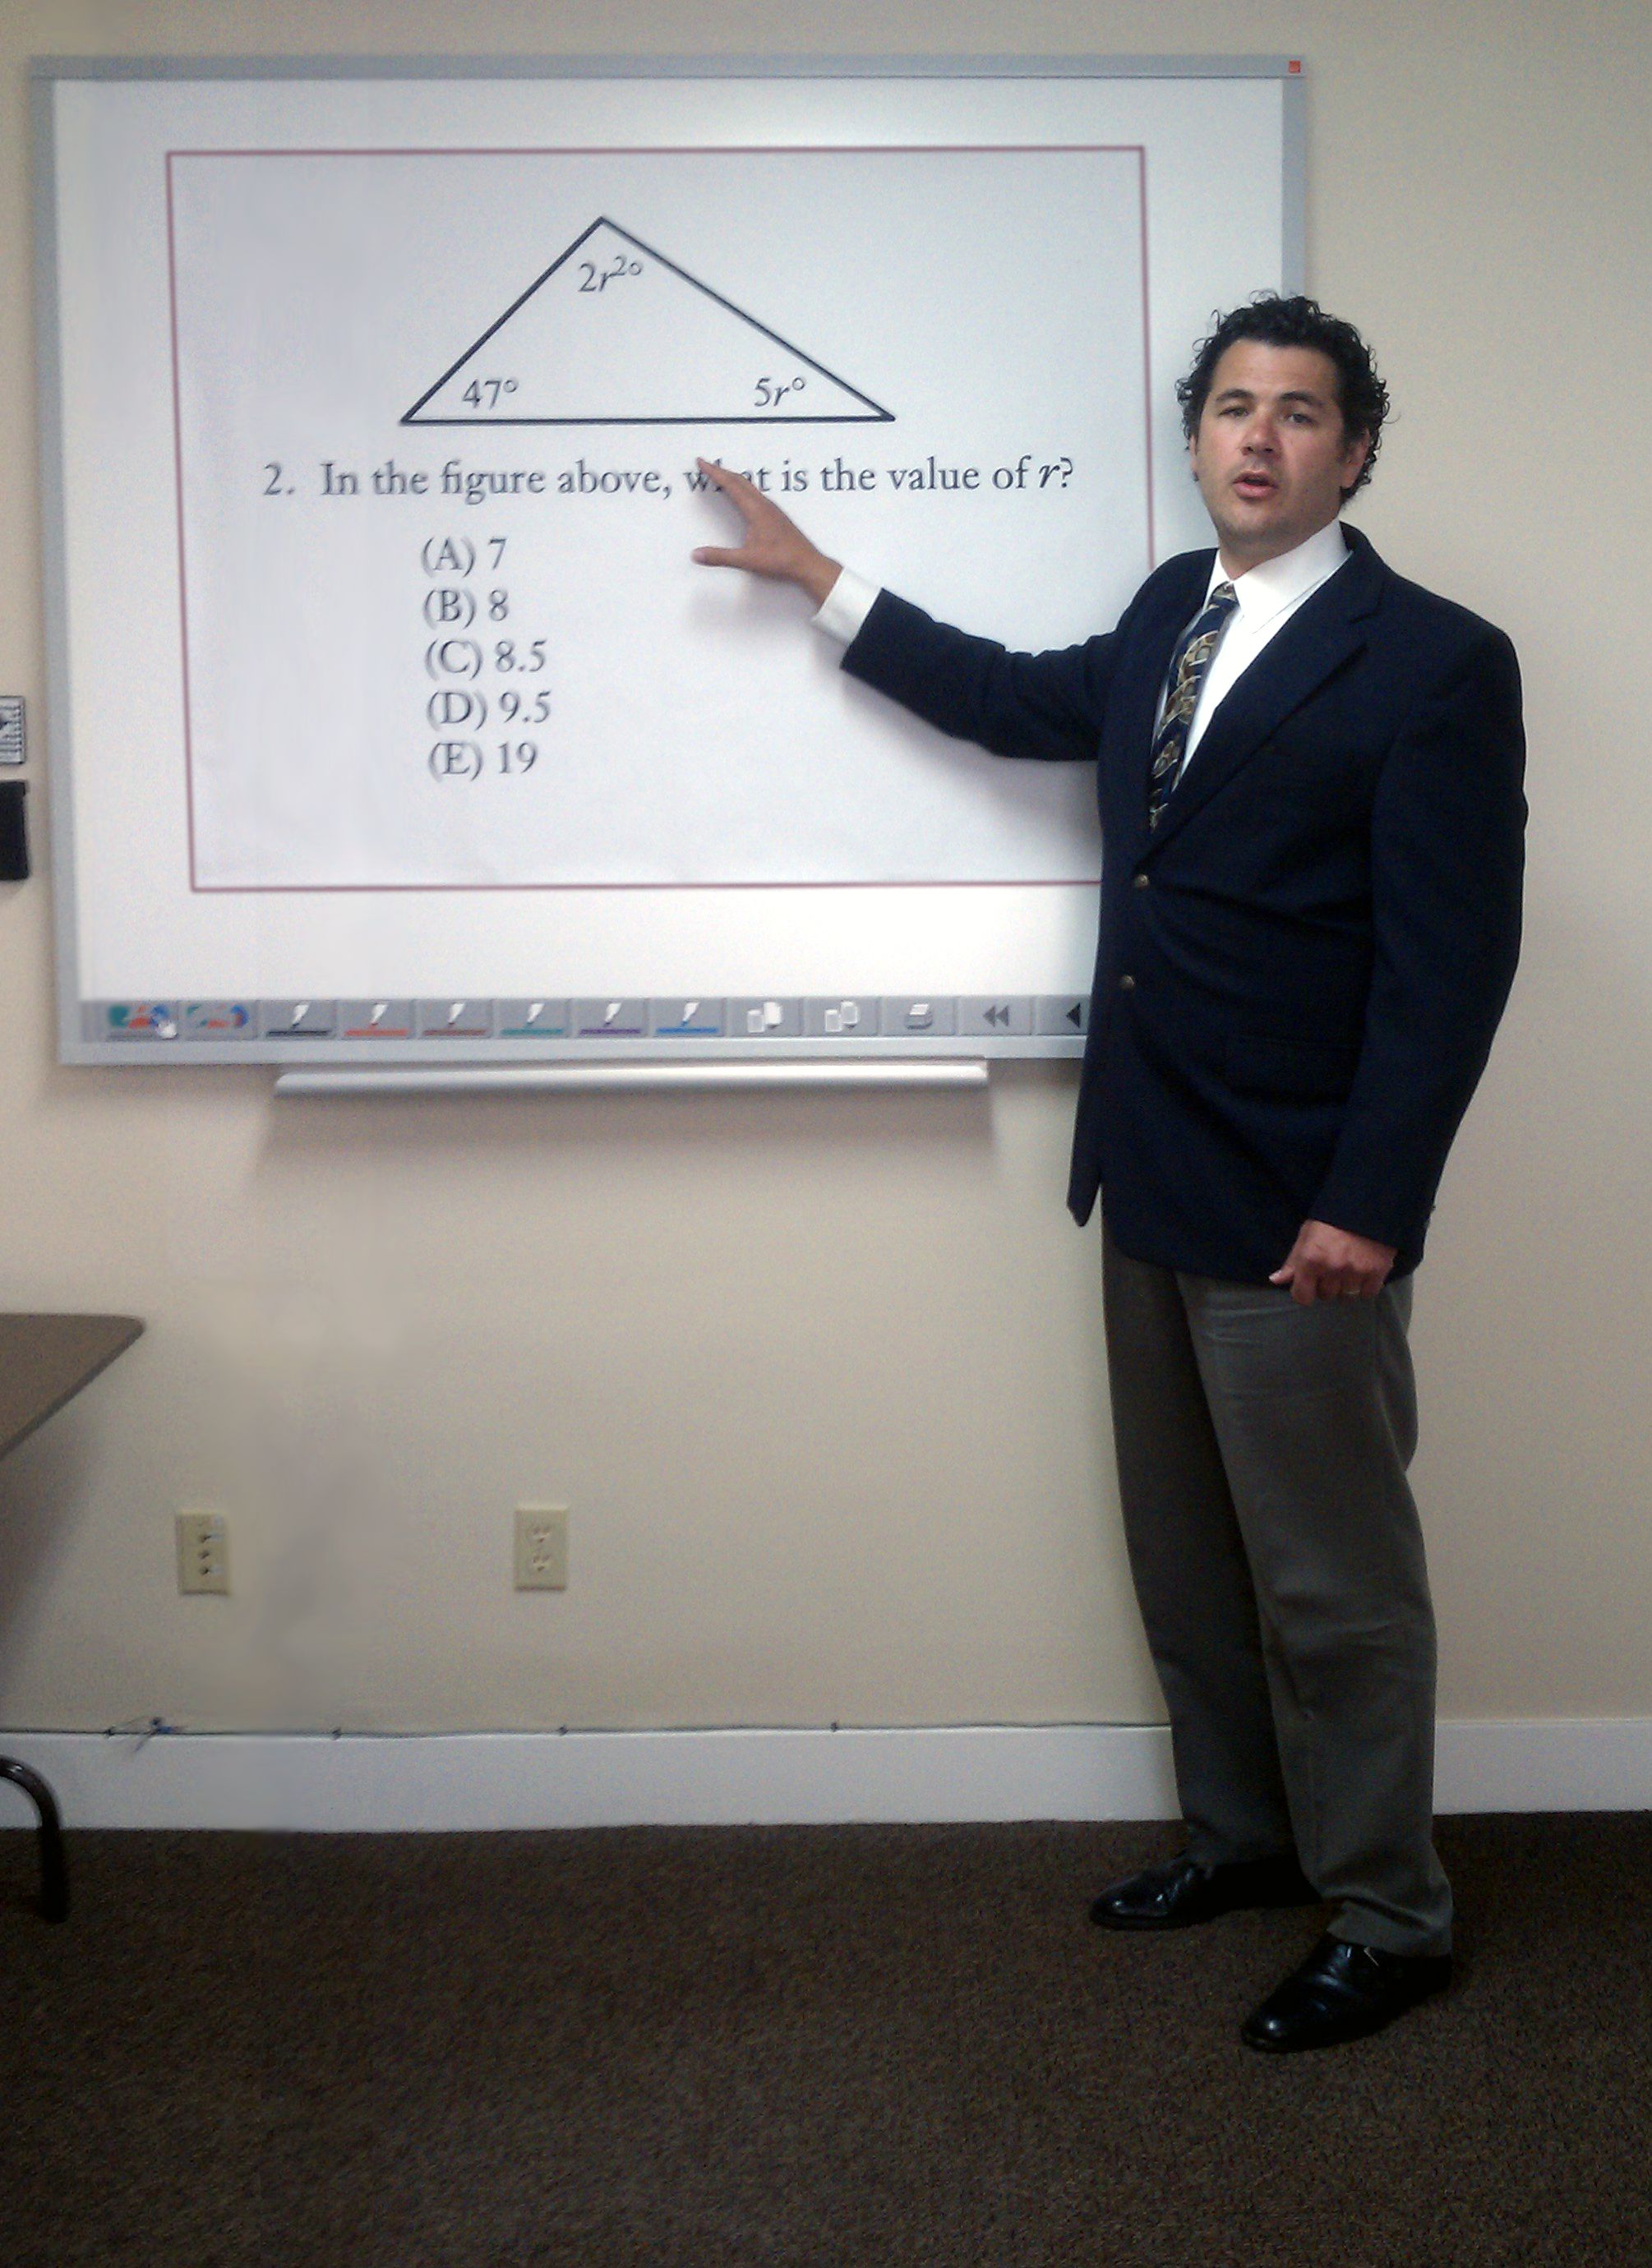 2r²°
47°
5r°
2. In the figure above, what is the value of r?
(A) 7
(B) 8
(C) 8.5
(D) 9.5
(E) 19